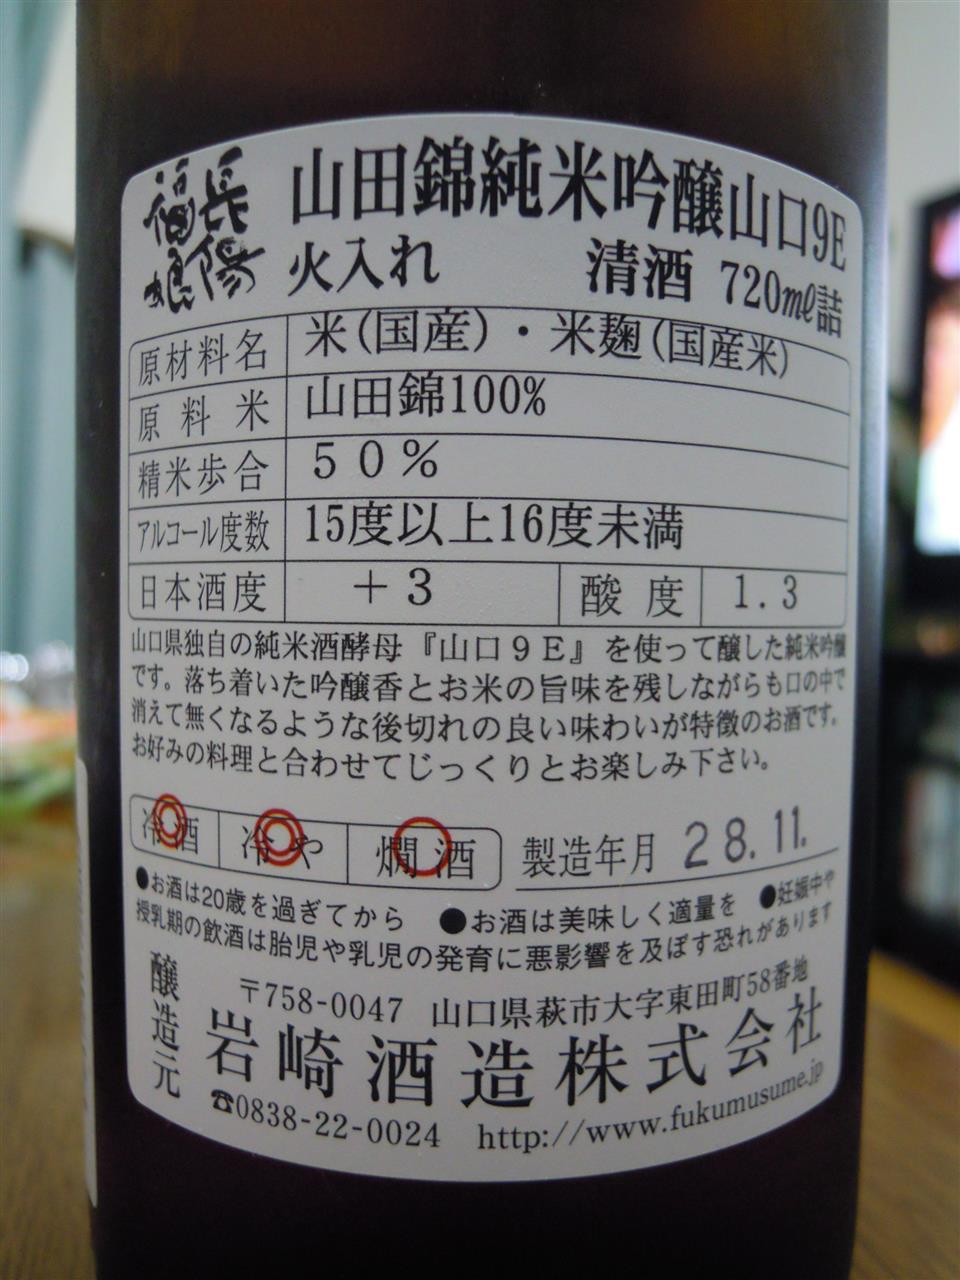 長陽福娘
山田錦純米吟醸山口9E
火入れ 清酒 720mℓ詰
原材料名 米(国産)・米麹(国産米)
原料米 山田錦100%
精米歩合 50%
アルコール度数 15度以上16度未満
日本酒度 +3 酸度 1.3
山口県独自の純米酒酵母『山口9E』を使って醸した純米吟醸
です。落ち着いた吟醸香とお米の旨味を残しながらも口の中で
消えて無くなるような後切れの良い味わいが特徴のお酒です。
お好みの料理と合わせてじっくりとお楽しみ下さい。
冷酒 冷や 燗酒 製造年月 28.11.
●お酒は20歳を過ぎてから ●お酒は美味しく適量を ●妊娠中や
授乳期の飲酒は胎児や乳児の発育に悪影響を及ぼす恐れがあります
醸造元
〒758-0047 山口県萩市大字東田町58番地
岩崎酒造株式会社
☎0838-22-0024 http://www.fukumusume.jp